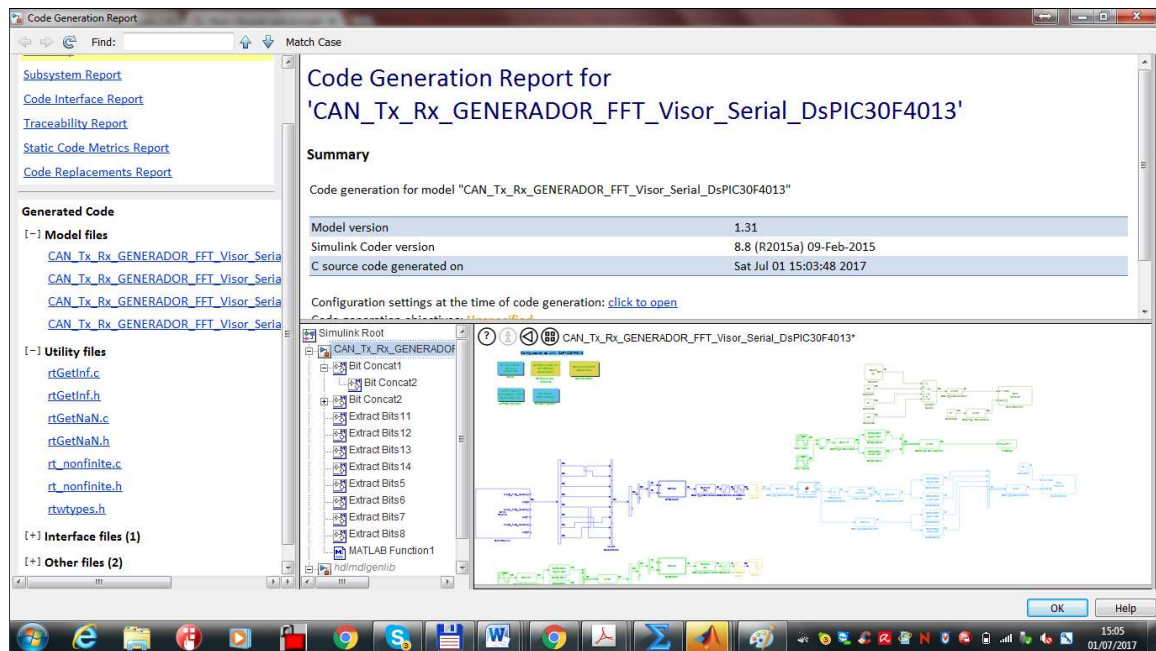 Code Generation Report
Find:
Match Case
Subsystem Report
Code Interface Report
Traceability Report
Static Code Metrics Report
Code Replacements Report
Generated Code
[-] Model files
CAN_Tx_Rx_GENERADOR_FFT_Visor_Seria
CAN_Tx_Rx_GENERADOR_FFT_Visor_Seria
CAN_Tx_Rx_GENERADOR_FFT_Visor_Seria
CAN_Tx_Rx_GENERADOR_FFT_Visor_Seria
[-] Utility files
rtGetInf.c
rtGetInf.h
rtGetNaN.c
rtGetNaN.h
rt_nonfinite.c
rt_nonfinite.h
rtwtypes.h
[+] Interface files (1)
[+] Other files (2)
Code Generation Report for
'CAN_Tx_Rx_GENERADOR_FFT_Visor_Serial_DsPIC30F4013'
Summary
Code generation for model "CAN_Tx_Rx_GENERADOR_FFT_Visor_Serial_DsPIC30F4013"
Model version 1.31
Simulink Coder version 8.8 (R2015a) 09-Feb-2015
C source code generated on Sat Jul 01 15:03:48 2017
Configuration settings at the time of code generation: click to open
Code generation objectives: Unspecified
Simulink Root
CAN_Tx_Rx_GENERADOR
Bit Concat1
Bit Concat2
Bit Concat2
Extract Bits11
Extract Bits12
Extract Bits13
Extract Bits14
Extract Bits5
Extract Bits6
Extract Bits7
Extract Bits8
MATLAB Function1
hdlmdlgenlib
CAN_Tx_Rx_GENERADOR_FFT_Visor_Serial_DsPIC30F4013*
OK
Help
15:05
01/07/2017